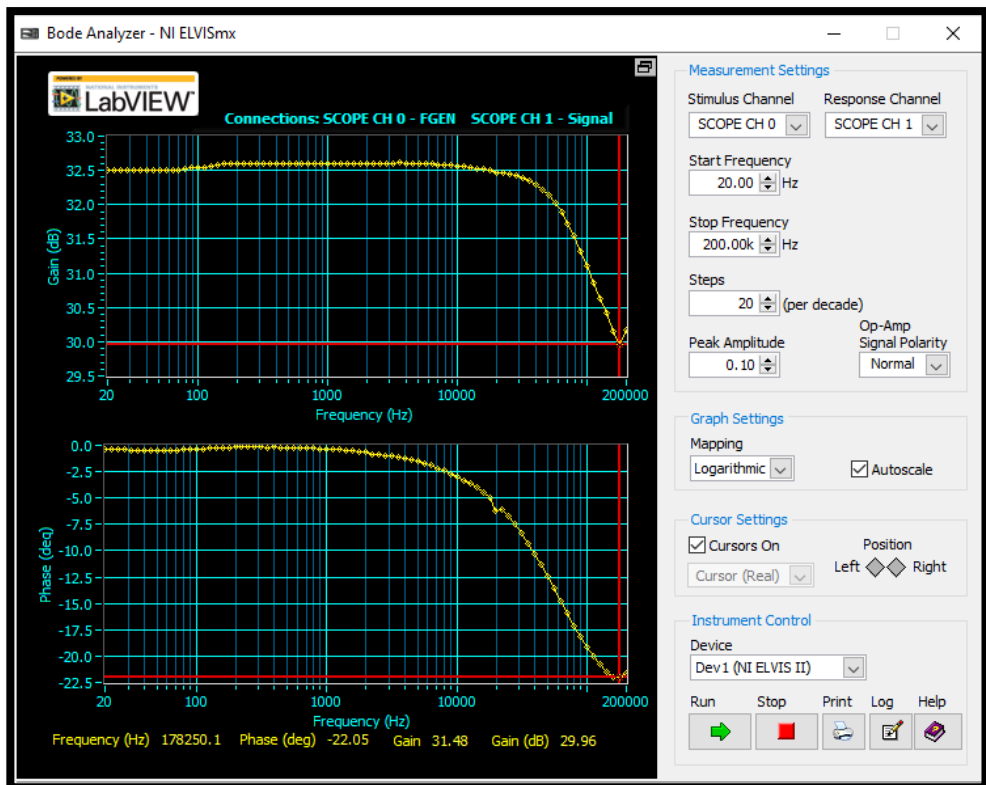 Bode Analyzer - NI ELVISmx
POWERED BY
NATIONAL INSTRUMENTS
LabVIEW™
Connections: SCOPE CH 0 - FGEN SCOPE CH 1 - Signal
33.0
32.5
32.0
31.5
31.0
30.5
30.0
29.5
Gain (dB)
20 100 1000 10000 200000
Frequency (Hz)
0.0
-2.5
-5.0
-7.5
-10.0
-12.5
-15.0
-17.5
-20.0
-22.5
Phase (deg)
20 100 1000 10000 200000
Frequency (Hz)
Frequency (Hz) 178250.1 Phase (deg) -22.05 Gain 31.48 Gain (dB) 29.96
Measurement Settings
Stimulus Channel Response Channel
SCOPE CH 0 SCOPE CH 1
Start Frequency
20.00 Hz
Stop Frequency
200.00k Hz
Steps
20 (per decade)
Peak Amplitude
0.10
Op-Amp
Signal Polarity
Normal
Graph Settings
Mapping
Logarithmic Autoscale
Cursor Settings
Cursors On Position
Cursor (Real) Left Right
Instrument Control
Device
Dev1 (NI ELVIS II)
Run Stop Print Log Help